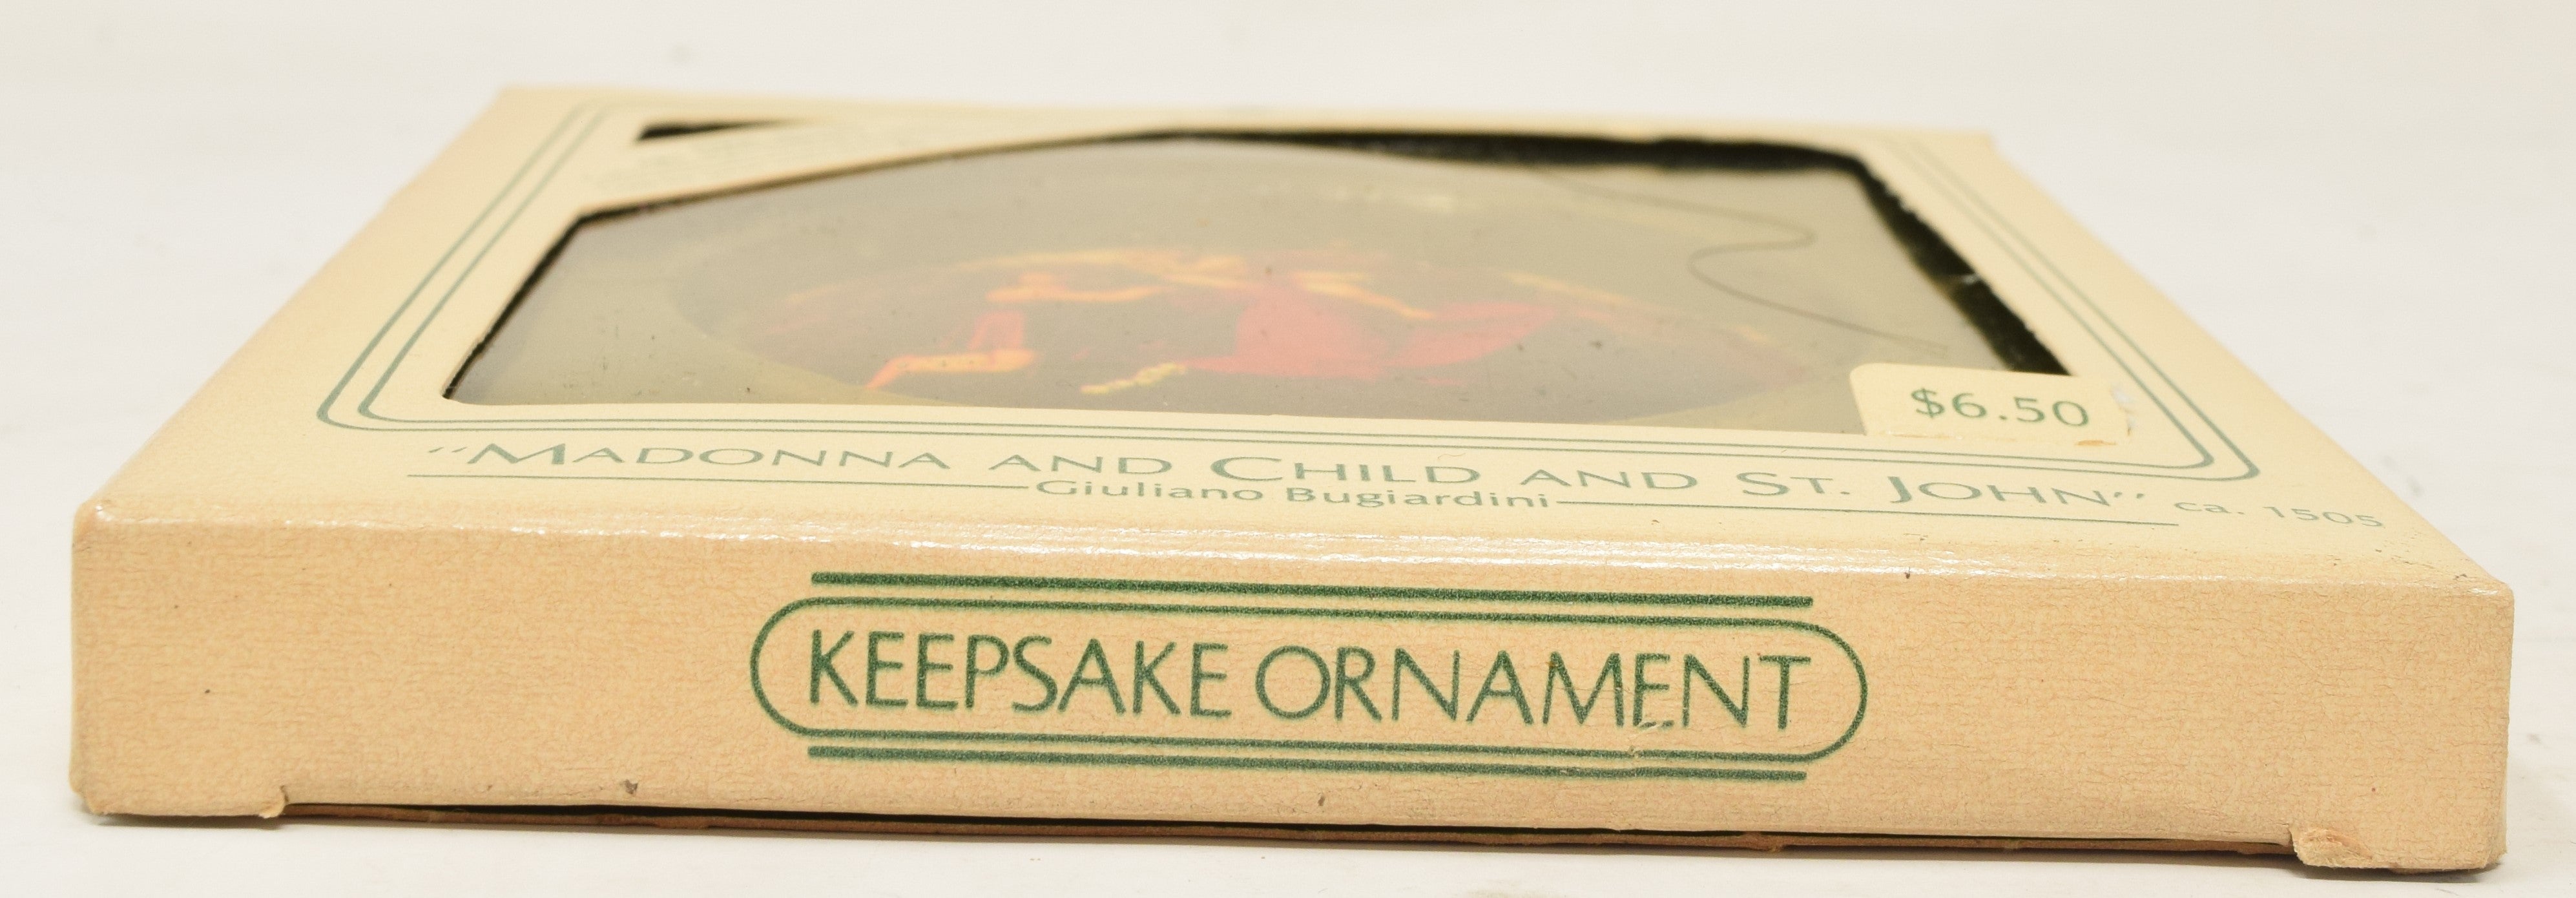 $6.50
"MADONNA AND CHILD AND ST. JOHN" ca. 1505
Giuliano Bugiardini
KEEPSAKE ORNAMENT